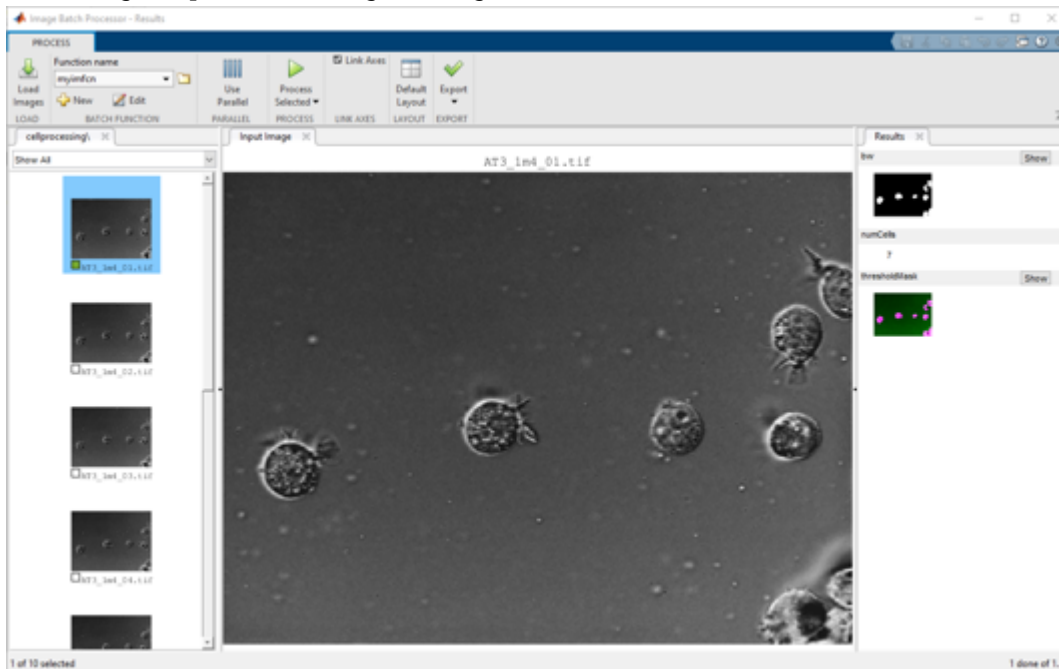 Image Batch Processor - Results
PROCESS
Load Images
Function name
myimfcn
New Edit
Use Parallel
Process Selected
Link Axes
Default Layout
Export
LOAD BATCH FUNCTION PARALLEL PROCESS LINK AXES LAYOUT EXPORT
cellprocessing\
Input Image
Results
Show All
AT3_1m4_01.tif
bw Show
numCells
7
thresholdMask Show
AT3_1m4_01.tif
AT3_1m4_02.tif
AT3_1m4_03.tif
AT3_1m4_04.tif
1 of 10 selected
1 done of 1.